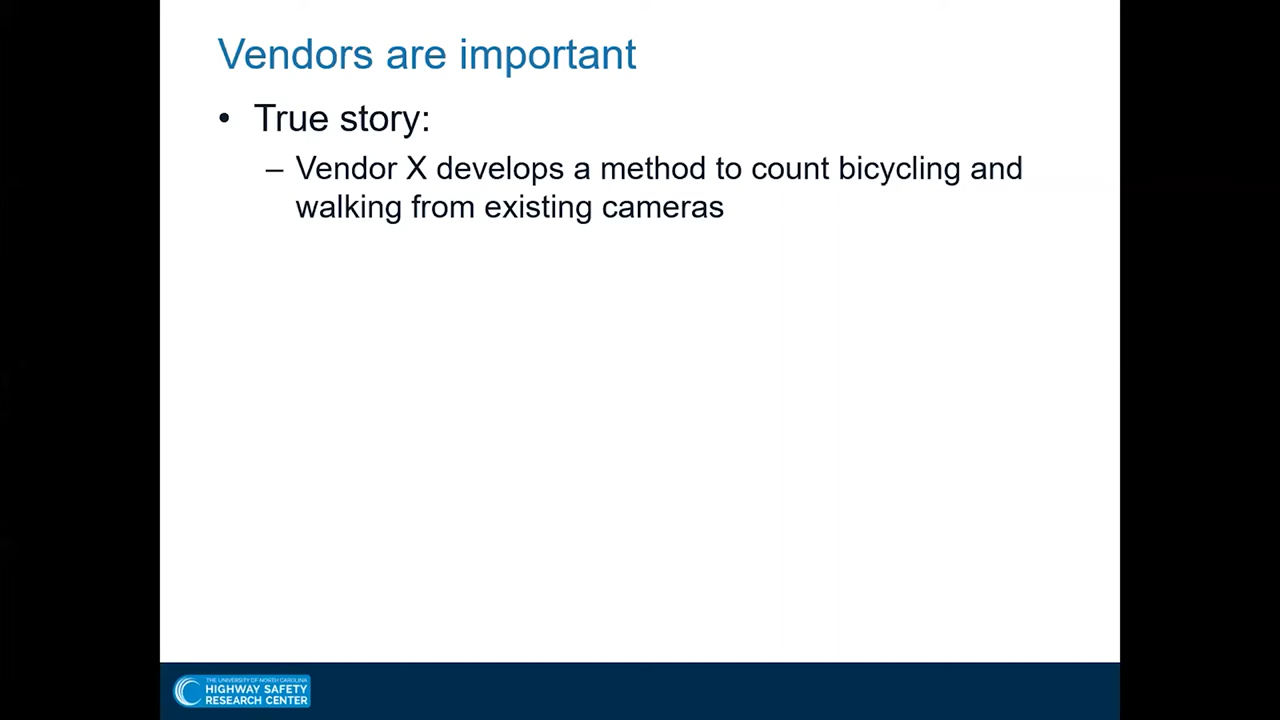 Vendors are important
• True story:
– Vendor X develops a method to count bicycling and
walking from existing cameras
THE UNIVERSITY OF NORTH CAROLINA
HIGHWAY SAFETY
RESEARCH CENTER